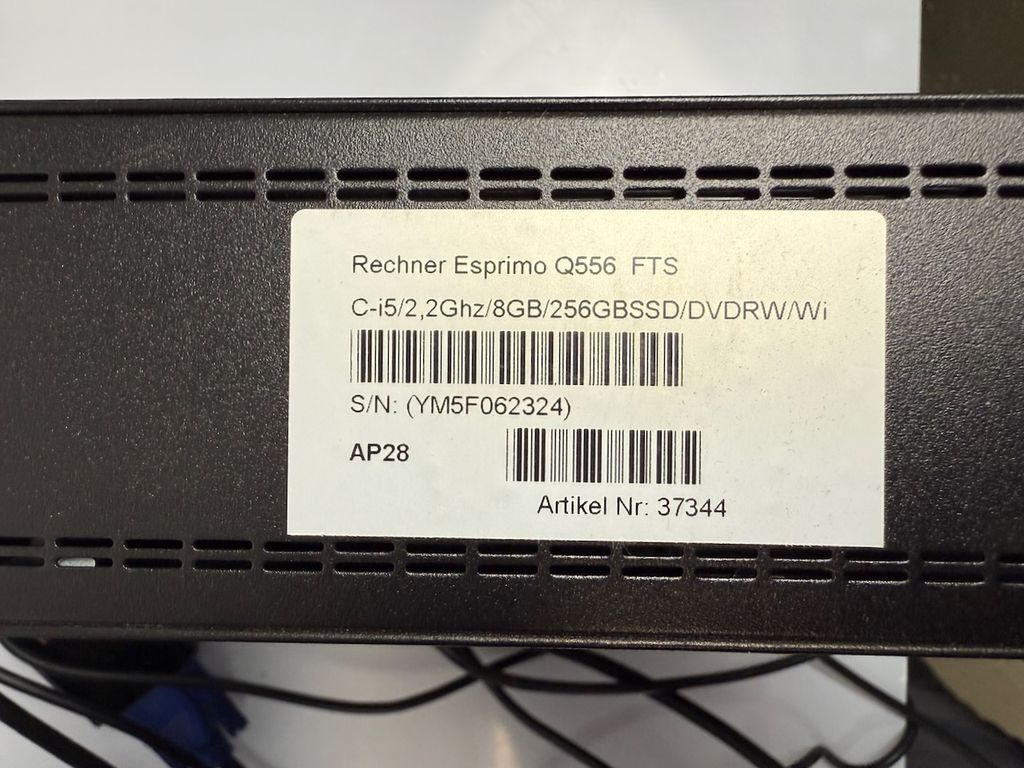 Rechner Esprimo Q556 FTS
C-i5/2,2Ghz/8GB/256GBSSD/DVDRW/Wi
S/N: (YM5F062324)
AP28
Artikel Nr: 37344